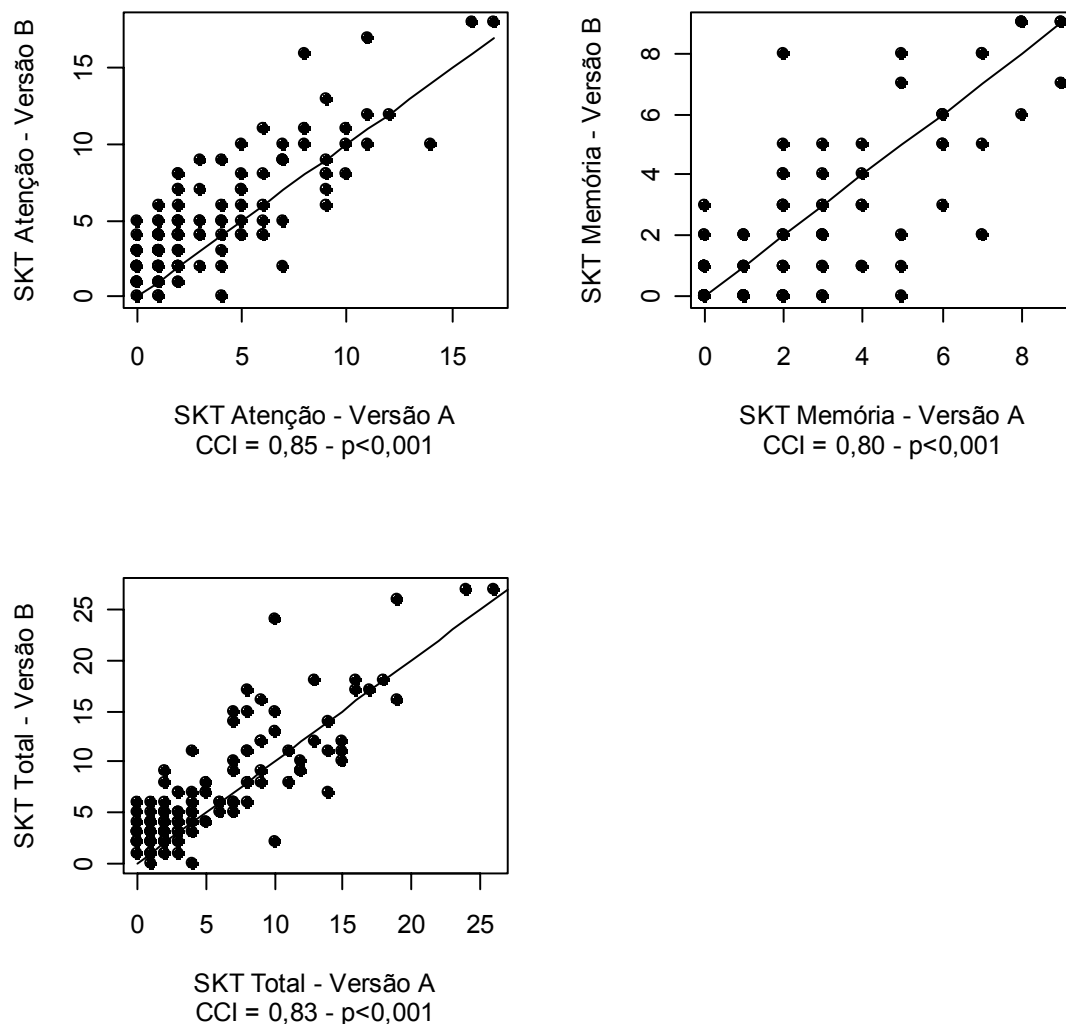 SKT Atenção - Versão B
15
10
5
0
0 5 10 15
SKT Atenção - Versão A
CCI = 0,85 - p<0,001
SKT Memória - Versão B
8
6
4
2
0
0 2 4 6 8
SKT Memória - Versão A
CCI = 0,80 - p<0,001
SKT Total - Versão B
25
20
15
10
5
0
0 5 10 15 20 25
SKT Total - Versão A
CCI = 0,83 - p<0,001